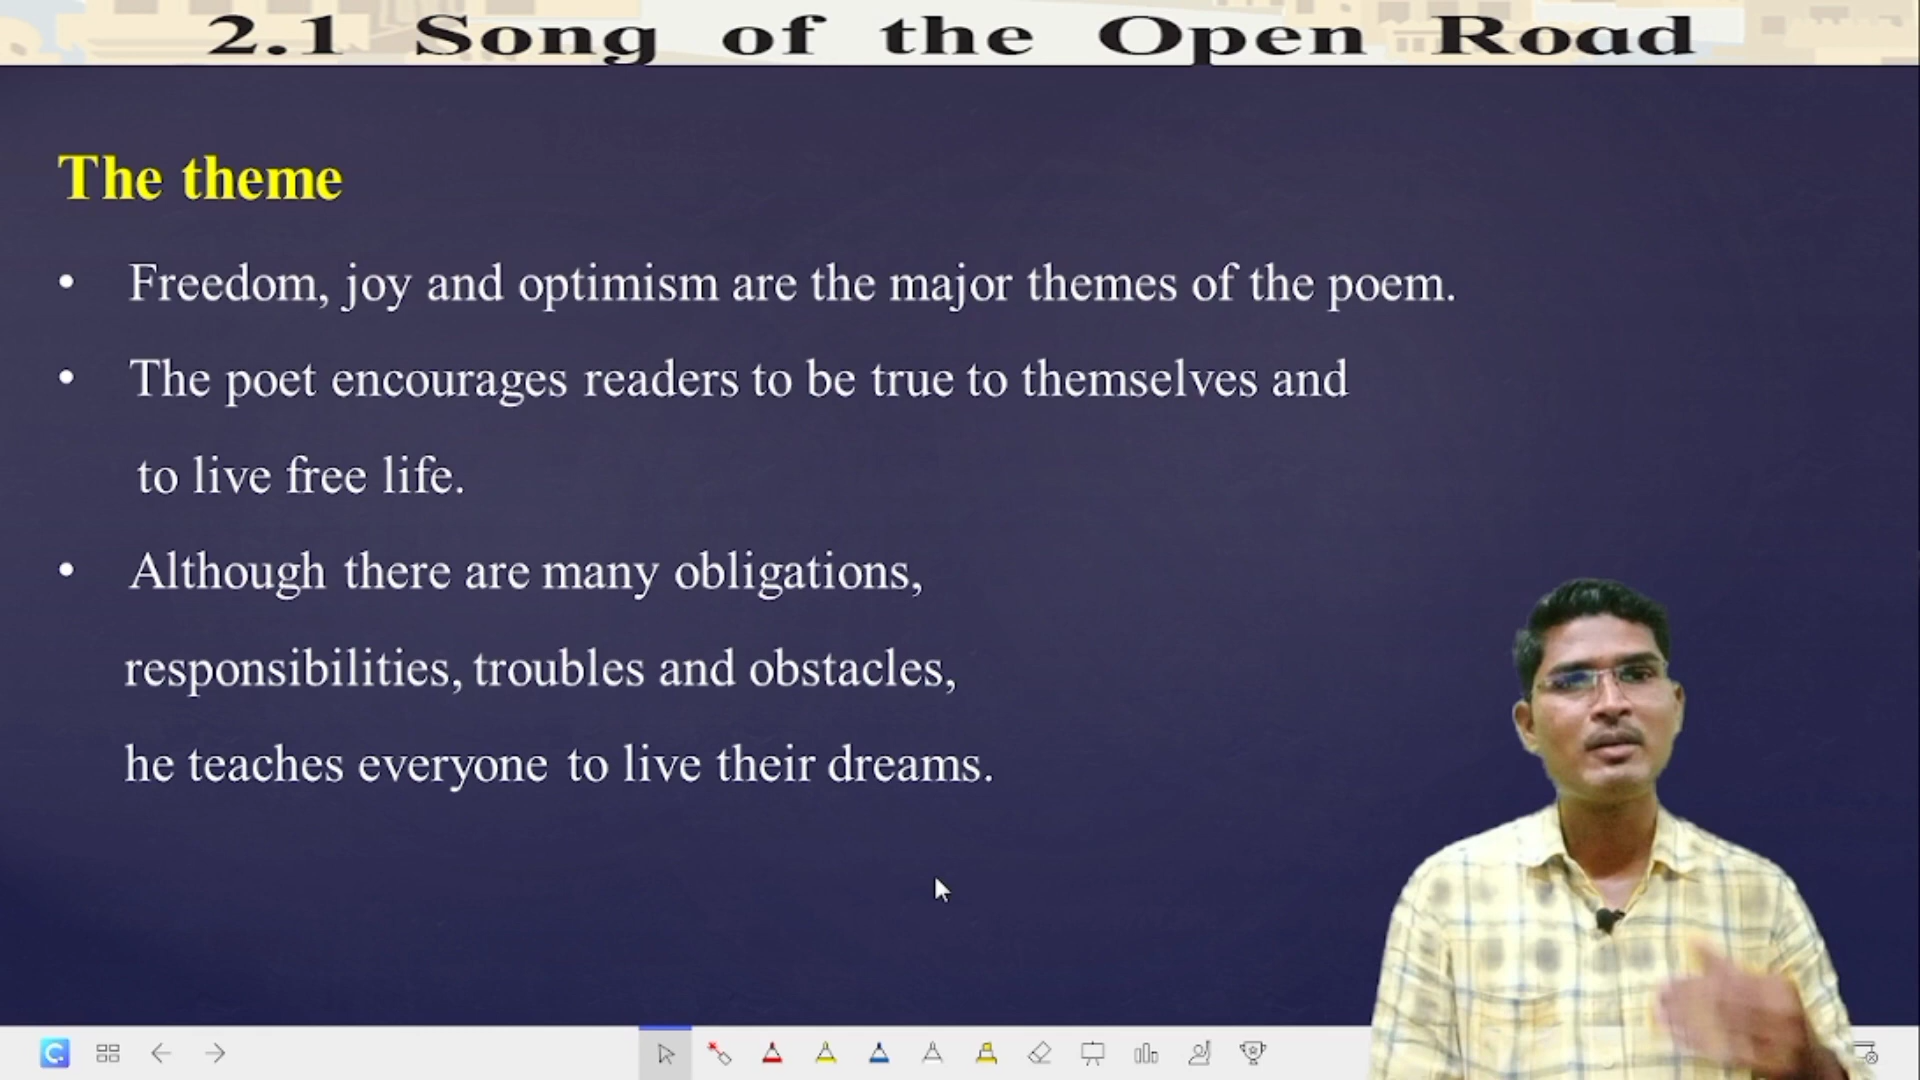 2.1 Song of the Open Road
The theme
• Freedom, joy and optimism are the major themes of the poem.
• The poet encourages readers to be true to themselves and
to live free life.
• Although there are many obligations,
responsibilities, troubles and obstacles,
he teaches everyone to live their dreams.